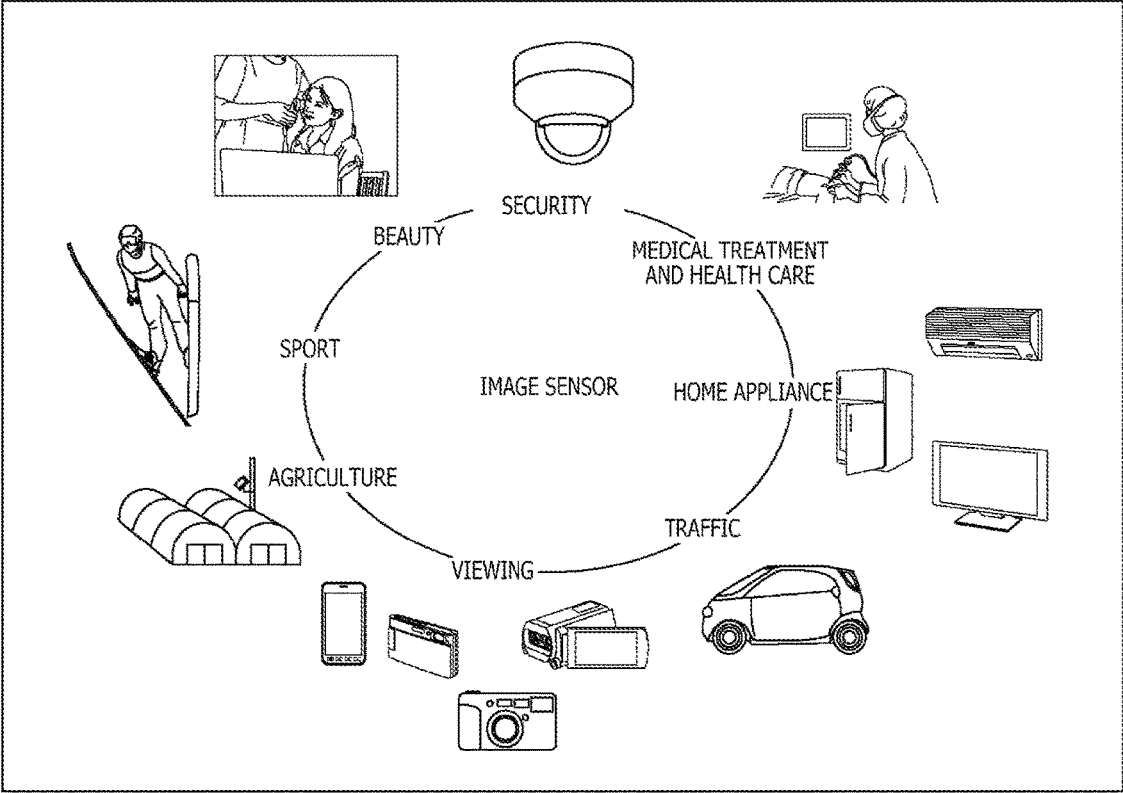 SECURITY
BEAUTY
MEDICAL TREATMENT
AND HEALTH CARE
SPORT
IMAGE SENSOR
HOME APPLIANCE
AGRICULTURE
TRAFFIC
VIEWING